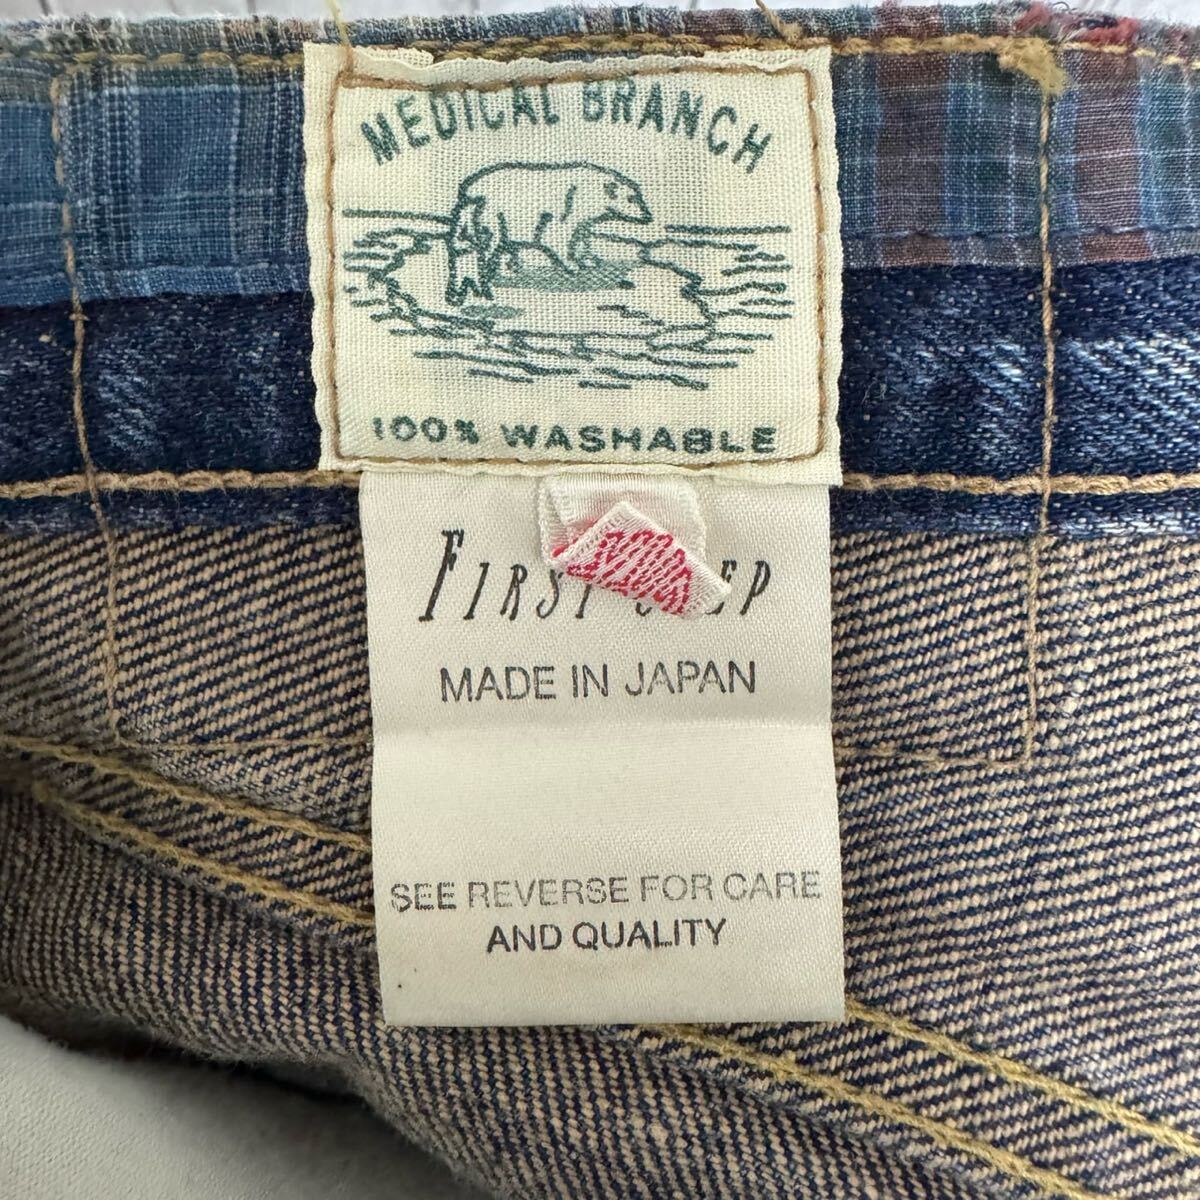 MEDICAL BRANCH
100% WASHABLE
FIRST
MADE IN JAPAN
SEE REVERSE FOR CARE
AND QUALITY